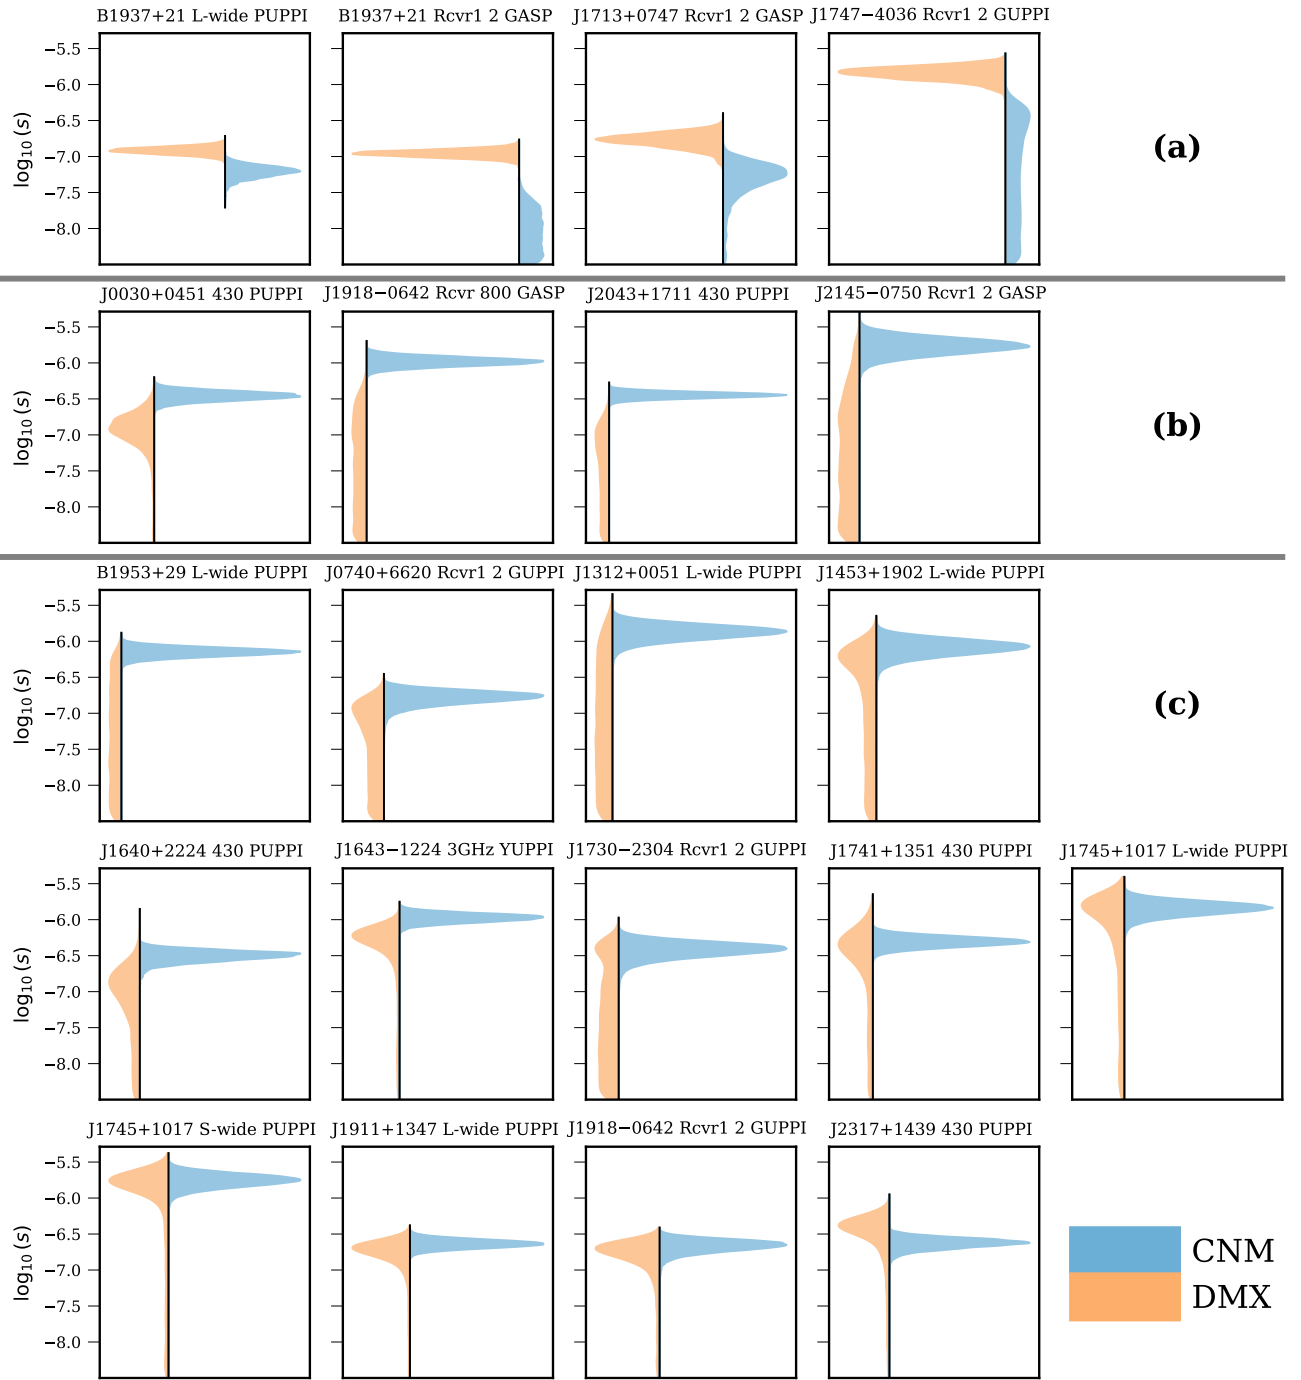 B1937+21 L-wide PUPPI
B1937+21 Rcvr1 2 GASP
J1713+0747 Rcvr1 2 GASP
J1747−4036 Rcvr1 2 GUPPI
log₁₀(s)
−5.5
−6.0
−6.5
−7.0
−7.5
−8.0
(a)
J0030+0451 430 PUPPI
J1918−0642 Rcvr 800 GASP
J2043+1711 430 PUPPI
J2145−0750 Rcvr1 2 GASP
log₁₀(s)
−5.5
−6.0
−6.5
−7.0
−7.5
−8.0
(b)
B1953+29 L-wide PUPPI
J0740+6620 Rcvr1 2 GUPPI
J1312+0051 L-wide PUPPI
J1453+1902 L-wide PUPPI
log₁₀(s)
−5.5
−6.0
−6.5
−7.0
−7.5
−8.0
(c)
J1640+2224 430 PUPPI
J1643−1224 3GHz YUPPI
J1730−2304 Rcvr1 2 GUPPI
J1741+1351 430 PUPPI
J1745+1017 L-wide PUPPI
log₁₀(s)
−5.5
−6.0
−6.5
−7.0
−7.5
−8.0
J1745+1017 S-wide PUPPI
J1911+1347 L-wide PUPPI
J1918−0642 Rcvr1 2 GUPPI
J2317+1439 430 PUPPI
log₁₀(s)
−5.5
−6.0
−6.5
−7.0
−7.5
−8.0
CNM
DMX